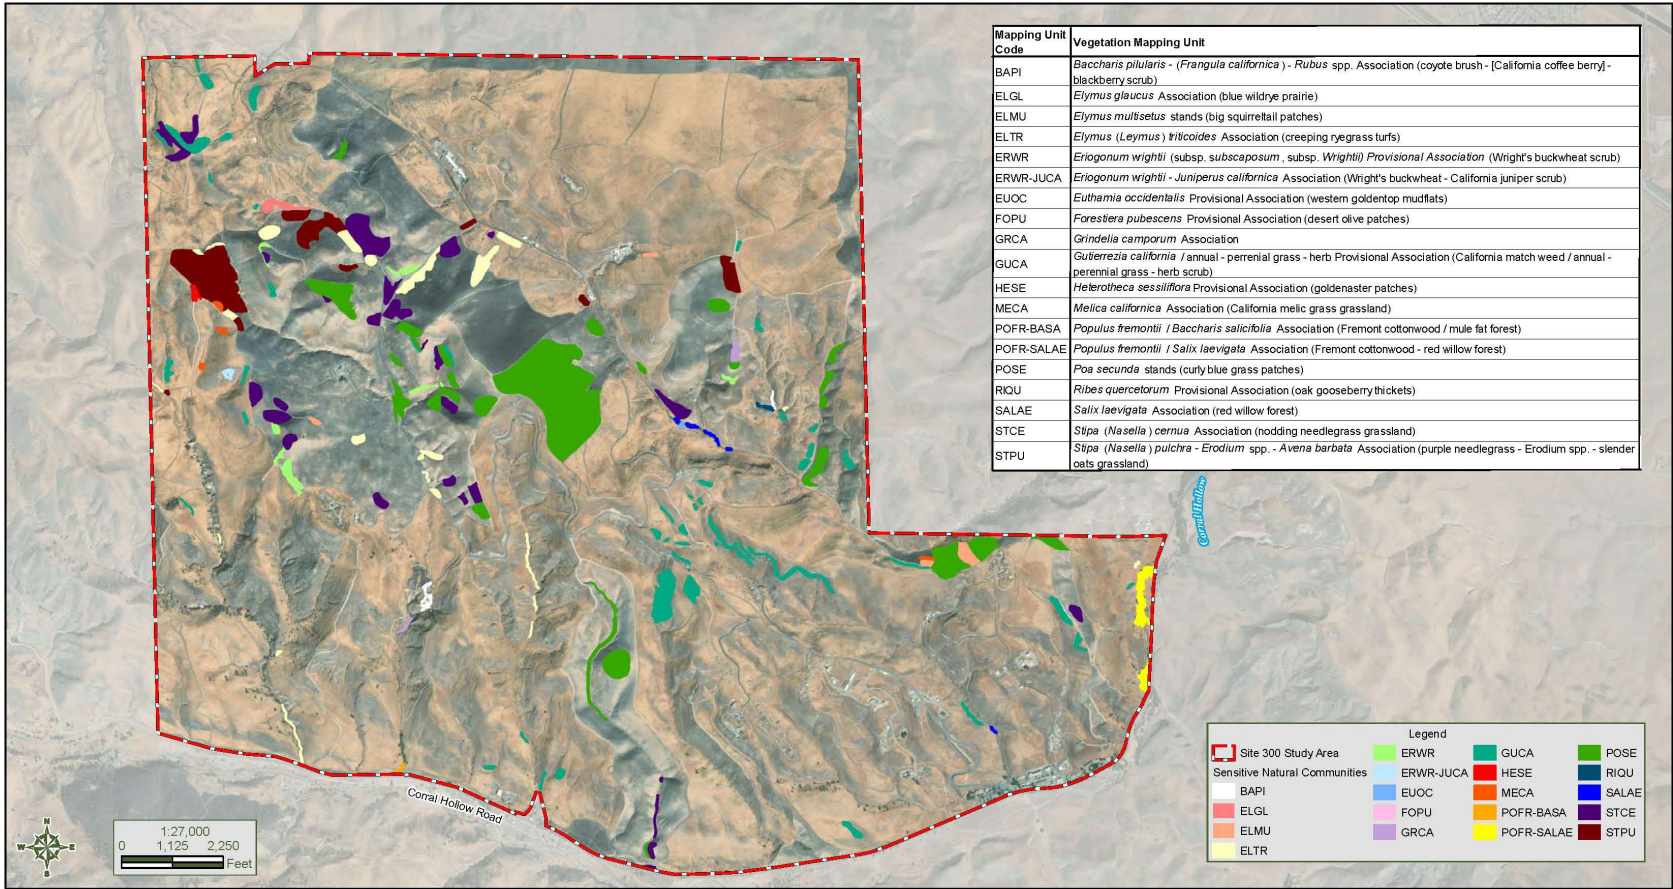 Mapping Unit
Code
Vegetation Mapping Unit
BAPI
Baccharis pilularis - (Frangula californica) - Rubus spp. Association (coyote brush - [California coffee berry] -
blackberry scrub)
ELGL
Elymus glaucus Association (blue wildrye prairie)
ELMU
Elymus multisetus stands (big squirreltail patches)
ELTR
Elymus (Leymus) triticoides Association (creeping ryegrass turfs)
ERWR
Eriogonum wrightii (subsp. subscaposum, subsp. Wrightii) Provisional Association (Wright's buckwheat scrub)
ERWR-JUCA
Eriogonum wrightii - Juniperus californica Association (Wright's buckwheat - California juniper scrub)
EUOC
Euthamia occidentalis Provisional Association (western goldentop mudflats)
FOPU
Forestiera pubescens Provisional Association (desert olive patches)
GRCA
Grindelia camporum Association
GUCA
Gutierrezia california / annual - perrenial grass - herb Provisional Association (California match weed / annual -
perennial grass - herb scrub)
HESE
Heterotheca sessiliflora Provisional Association (goldenaster patches)
MECA
Melica californica Association (California melic grass grassland)
POFR-BASA
Populus fremontii / Baccharis salicifolia Association (Fremont cottonwood / mule fat forest)
POFR-SALAE
Populus fremontii / Salix laevigata Association (Fremont cottonwood - red willow forest)
POSE
Poa secunda stands (curly blue grass patches)
RIQU
Ribes quercetorum Provisional Association (oak gooseberry thickets)
SALAE
Salix laevigata Association (red willow forest)
STCE
Stipa (Nasella) cernua Association (nodding needlegrass grassland)
STPU
Stipa (Nasella) pulchra - Erodium spp. - Avena barbata Association (purple needlegrass - Erodium spp. - slender
oats grassland)
Corral Hollow
Corral Hollow Road
N
W E
S
1:27,000
0 1,125 2,250
Feet
Legend
Site 300 Study Area
Sensitive Natural Communities
BAPI
ELGL
ELMU
ELTR
ERWR
ERWR-JUCA
EUOC
FOPU
GRCA
GUCA
HESE
MECA
POFR-BASA
POFR-SALAE
POSE
RIQU
SALAE
STCE
STPU